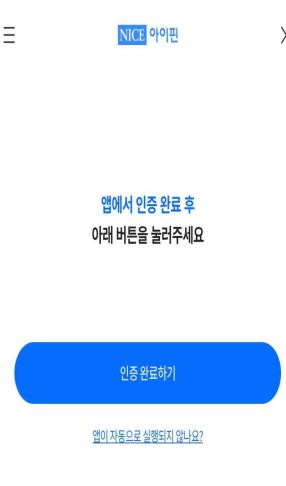 NICE 아이핀
앱에서 인증 완료 후
아래 버튼을 눌러주세요
인증 완료하기
앱이 자동으로 실행되지 않나요?